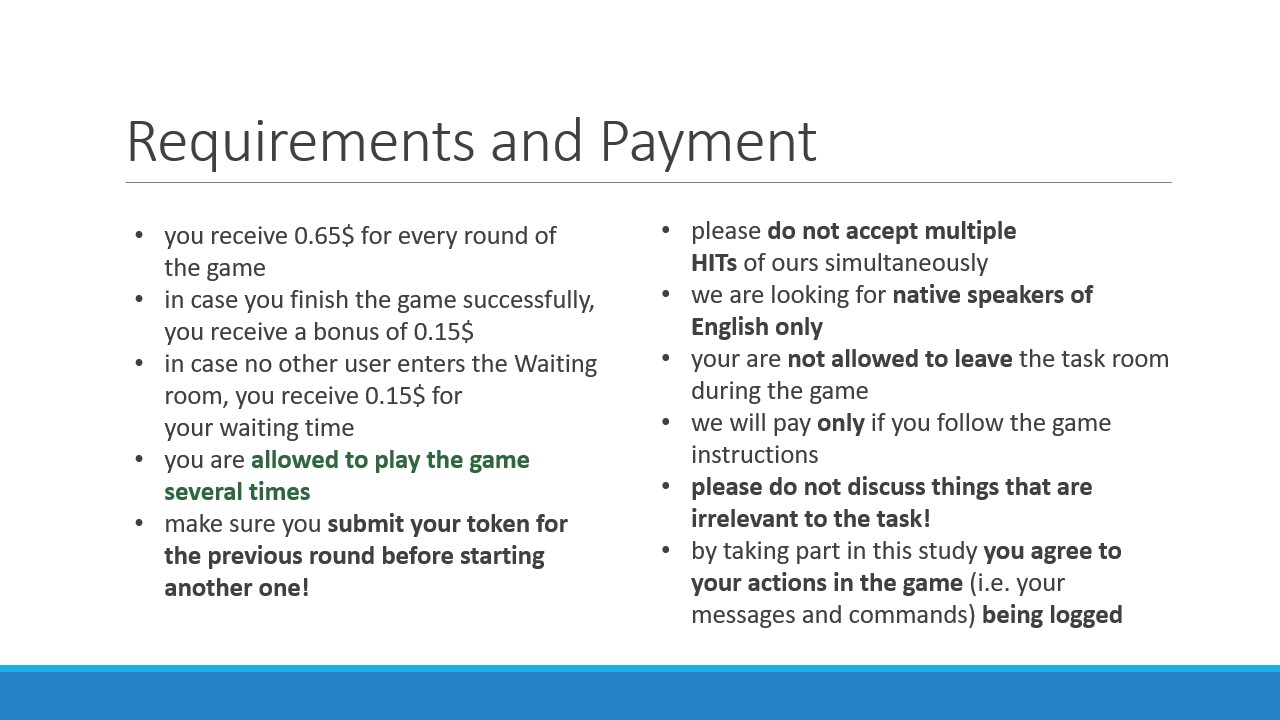 Requirements and Payment
• you receive 0.65$ for every round of
the game
• in case you finish the game successfully,
you receive a bonus of 0.15$
• in case no other user enters the Waiting
room, you receive 0.15$ for
your waiting time
• you are allowed to play the game
several times
• make sure you submit your token for
the previous round before starting
another one!
• please do not accept multiple
HITs of ours simultaneously
• we are looking for native speakers of
English only
• your are not allowed to leave the task room
during the game
• we will pay only if you follow the game
instructions
• please do not discuss things that are
irrelevant to the task!
• by taking part in this study you agree to
your actions in the game (i.e. your
messages and commands) being logged